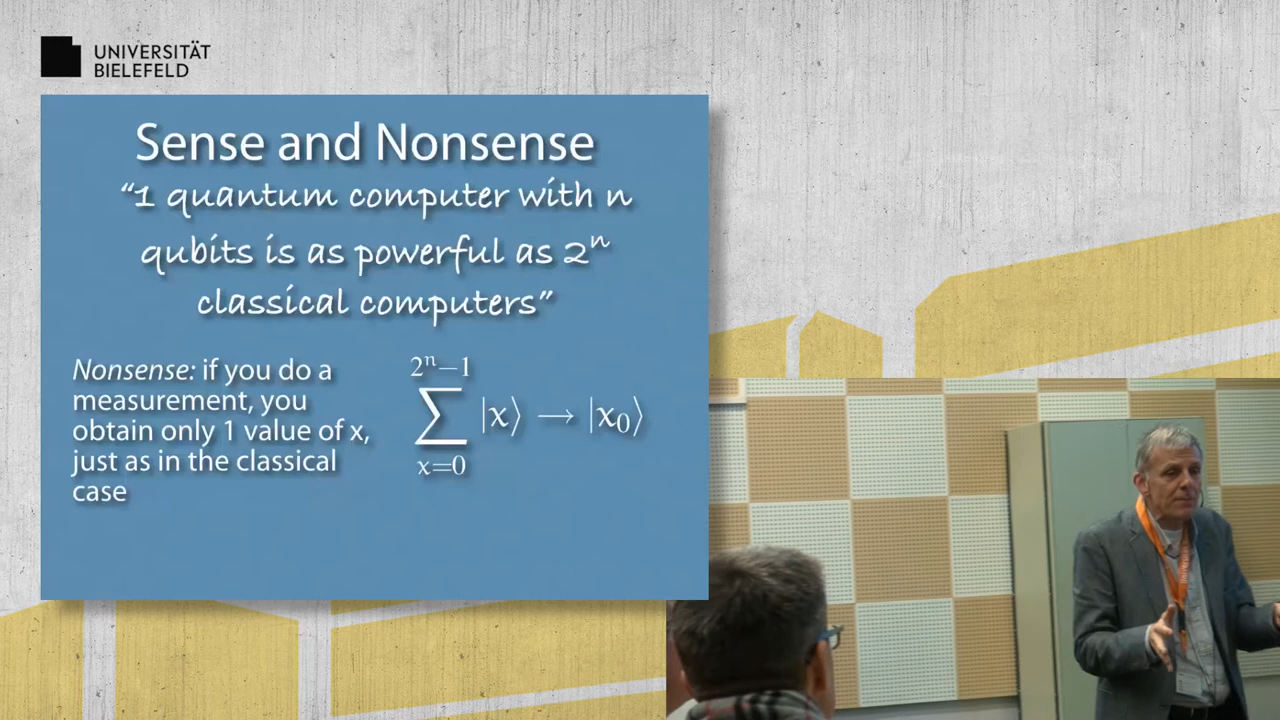 UNIVERSITÄT
BIELEFELD
Sense and Nonsense
“1 quantum computer with n
qubits is as powerful as 2ⁿ
classical computers”
Nonsense: if you do a
measurement, you
obtain only 1 value of x,
just as in the classical
case
2ⁿ−1
∑ |x⟩ → |x₀⟩
x=0